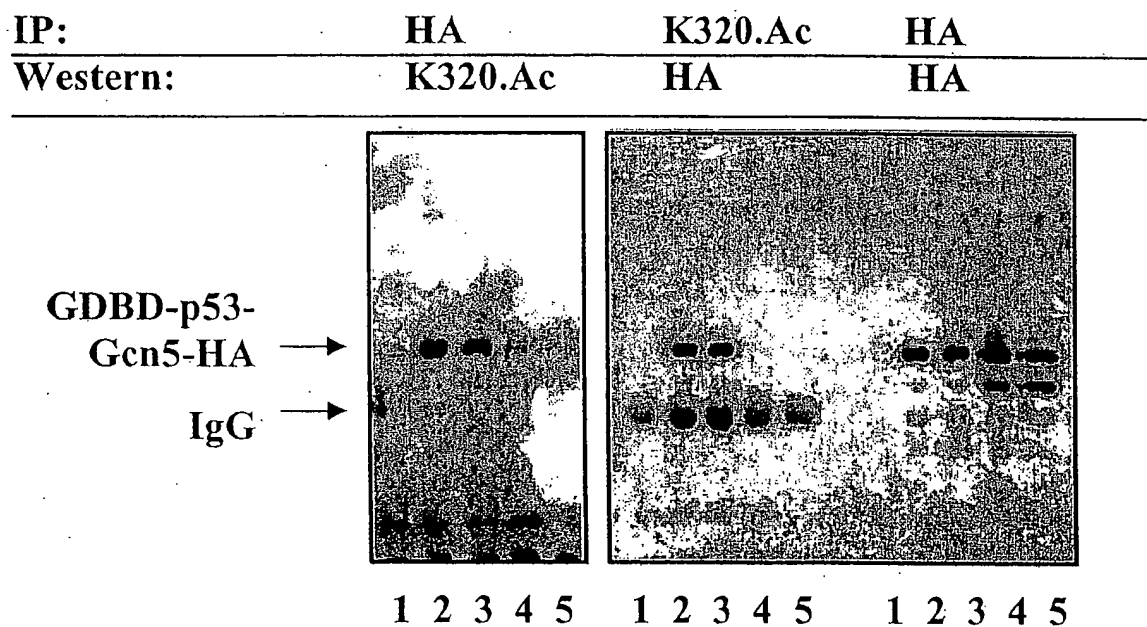 IP: HA K320.Ac HA
Western: K320.Ac HA HA
GDBD-p53-
Gcn5-HA
IgG
1 2 3 4 5 1 2 3 4 5 1 2 3 4 5